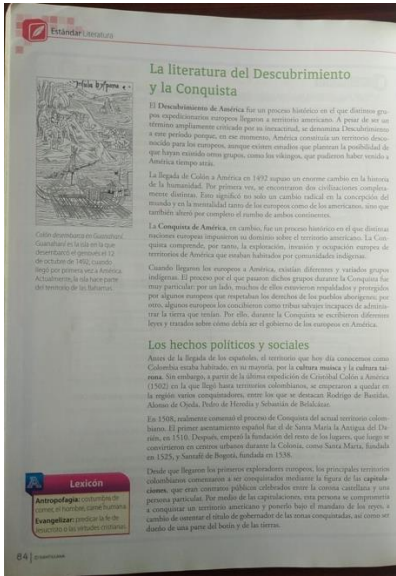 Estándar Literatura
La literatura del Descubrimiento
y la Conquista
El Descubrimiento de América fue un proceso histórico en el que distintos gru-
pos expedicionarios europeos llegaron a territorio americano. A pesar de ser un
término ampliamente criticado por su inexactitud, se denomina Descubrimiento
a este periodo porque, en ese momento, América constituía un territorio desco-
nocido para los europeos, aunque existen estudios que plantean la posibilidad de
que hayan existido otros grupos, como los vikingos, que pudieron haber venido a
América tiempo atrás.
La llegada de Colón a América en 1492 supuso un enorme cambio en la historia
de la humanidad. Por primera vez, se encontraron dos civilizaciones completa-
mente distintas. Esto significó no solo un cambio radical en la concepción del
mundo y en la mentalidad tanto de los europeos como de los americanos, sino que
también alteró por completo el rumbo de ambos continentes.
La Conquista de América, en cambio, fue un proceso histórico en el que distintas
naciones europeas impusieron su dominio sobre el territorio americano. La Con-
quista comprende, por tanto, la exploración, invasión y ocupación europea de
territorios de América que estaban habitados por comunidades indígenas.
Cuando llegaron los europeos a América, existían diferentes y variados grupos
indígenas. El proceso por el que pasaron dichos grupos durante la Conquista fue
muy particular: por un lado, muchos de ellos estuvieron respaldados y protegidos
por algunos europeos que respetaban los derechos de los pueblos aborígenes; por
otro, algunos europeos los concibieron como tribus salvajes incapaces de adminis-
trar la tierra que tenían. Por ello, durante la Conquista se escribieron diferentes
leyes y tratados sobre cómo debía ser el gobierno de los europeos en América.
Colón desembarca en Guanahaní.
Guanahaní es la isla en la que
desembarcó el genovés el 12
de octubre de 1492, cuando
llegó por primera vez a América.
Actualmente, la isla hace parte
del territorio de las Bahamas.
Los hechos políticos y sociales
Antes de la llegada de los españoles, el territorio que hoy día conocemos como
Colombia estaba habitado, en su mayoría, por la cultura muisca y la cultura tai-
rona. Sin embargo, a partir de la última expedición de Cristóbal Colón a América
(1502) en la que llegó hasta territorios colombianos, se empezaron a quedar en
la región varios conquistadores, entre los que se destacan Rodrigo de Bastidas,
Alonso de Ojeda, Pedro de Heredia y Sebastián de Belalcázar.
En 1508, realmente comenzó el proceso de Conquista del actual territorio colom-
biano. El primer asentamiento español fue el de Santa María la Antigua del Da-
rién, en 1510. Después, empezó la fundación del resto de los lugares, que luego se
convirtieron en centros urbanos durante la Colonia, como Santa Marta, fundada
en 1525, y Santafé de Bogotá, fundada en 1538.
Desde que llegaron los primeros exploradores europeos, los principales territorios
colombianos comenzaron a ser conquistados mediante la figura de las capitula-
ciones, que eran contratos públicos celebrados entre la corona castellana y una
persona particular. Por medio de las capitulaciones, esta persona se comprometía
a conquistar un territorio americano y ponerlo bajo el mandato de los reyes, a
cambio de ostentar el título de gobernador de las zonas conquistadas, así como ser
dueño de una parte del botín y de las tierras.
Lexicón
Antropofagia: costumbre de
comer, el hombre, carne humana.
Evangelizar: predicar la fe de
Jesucristo o las virtudes cristianas.
84